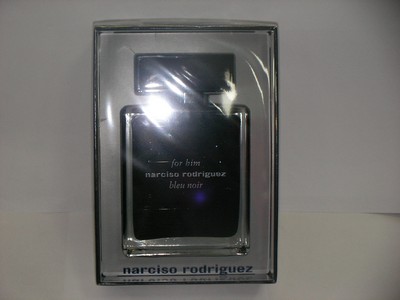 for him
narciso rodriguez
bleu noir
narciso rodriguez